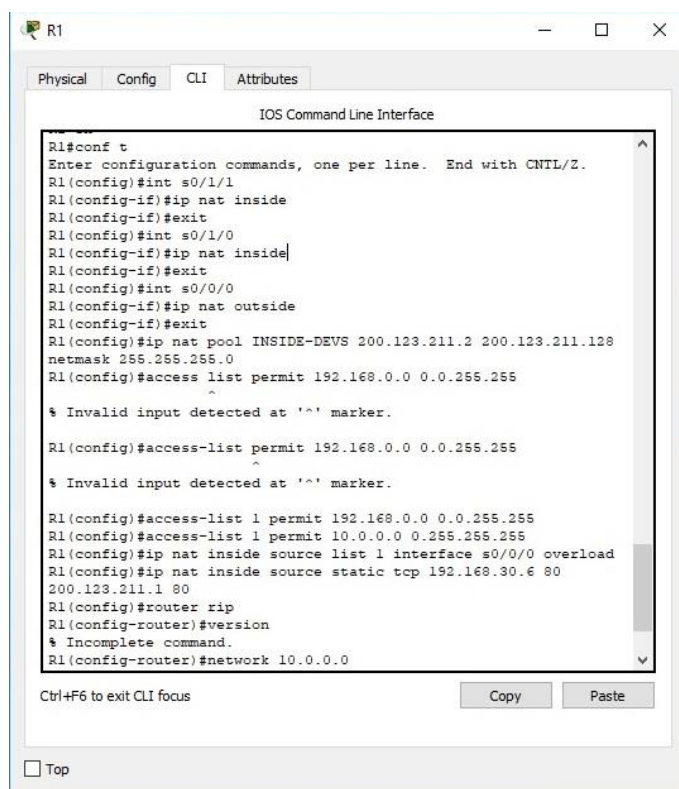 R1
Physical Config CLI Attributes
IOS Command Line Interface
R1#conf t
Enter configuration commands, one per line. End with CNTL/Z.
R1(config)#int s0/1/1
R1(config-if)#ip nat inside
R1(config-if)#exit
R1(config)#int s0/1/0
R1(config-if)#ip nat inside
R1(config-if)#exit
R1(config)#int s0/0/0
R1(config-if)#ip nat outside
R1(config-if)#exit
R1(config)#ip nat pool INSIDE-DEVS 200.123.211.2 200.123.211.128
netmask 255.255.255.0
R1(config)#access list permit 192.168.0.0 0.0.255.255
^
% Invalid input detected at '^' marker.
R1(config)#access-list permit 192.168.0.0 0.0.255.255
^
% Invalid input detected at '^' marker.
R1(config)#access-list 1 permit 192.168.0.0 0.0.255.255
R1(config)#access-list 1 permit 10.0.0.0 0.255.255.255
R1(config)#ip nat inside source list 1 interface s0/0/0 overload
R1(config)#ip nat inside source static tcp 192.168.30.6 80
200.123.211.1 80
R1(config)#router rip
R1(config-router)#version
% Incomplete command.
R1(config-router)#network 10.0.0.0
Ctrl+F6 to exit CLI focus
Copy Paste
Top